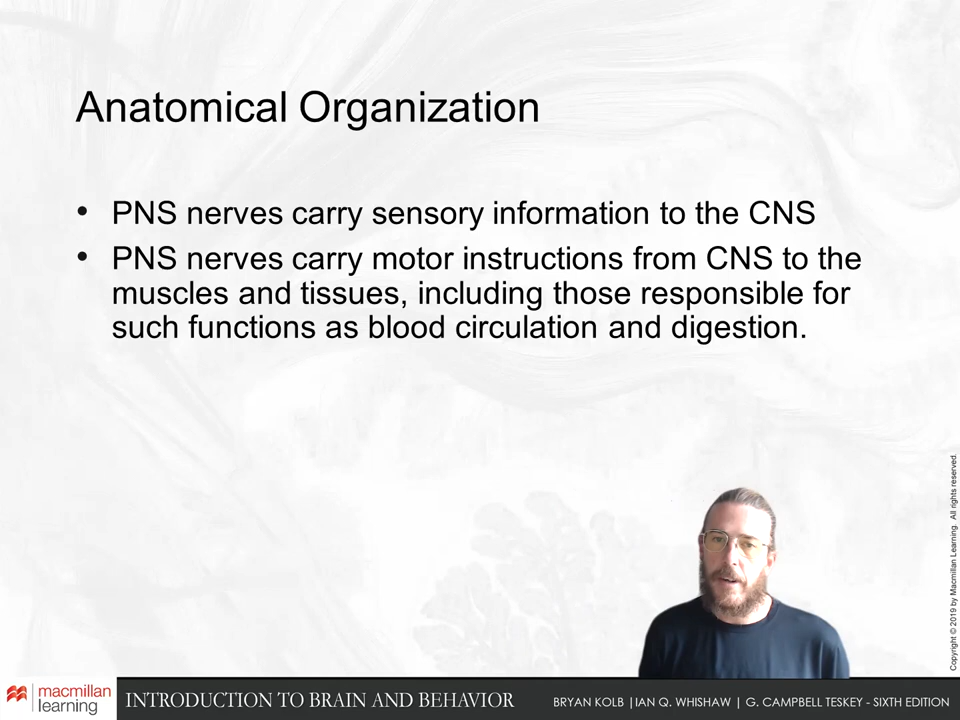 Anatomical Organization
• PNS nerves carry sensory information to the CNS
• PNS nerves carry motor instructions from CNS to the
muscles and tissues, including those responsible for
such functions as blood circulation and digestion.
Copyright © 2019 by Macmillan Learning. All rights reserved.
macmillan
learning
INTRODUCTION TO BRAIN AND BEHAVIOR
BRYAN KOLB |IAN Q. WHISHAW | G. CAMPBELL TESKEY - SIXTH EDITION